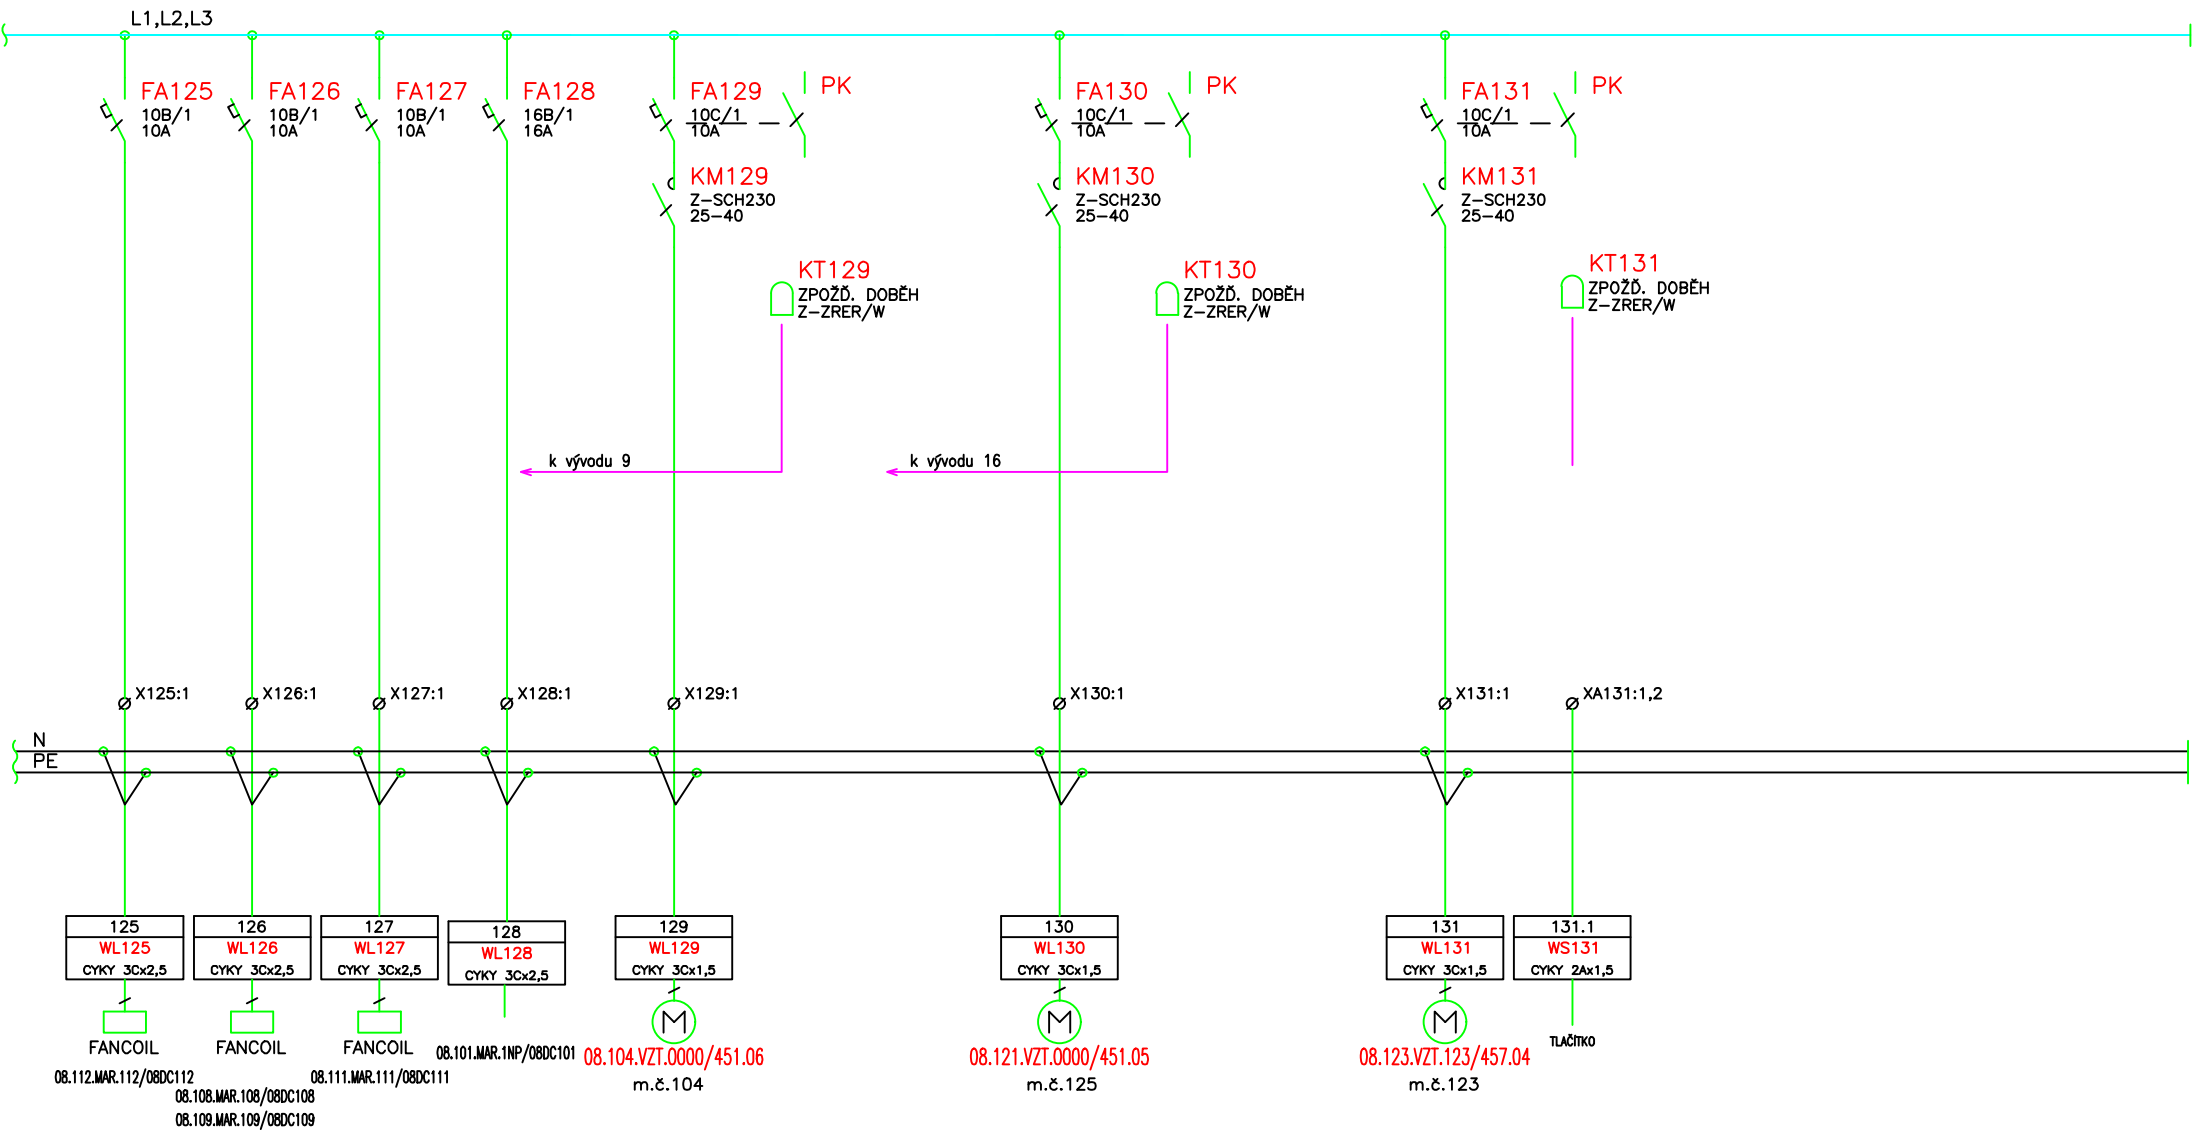 L1,L2,L3
FA125
10B/1
10A
FA126
10B/1
10A
FA127
10B/1
10A
FA128
16B/1
16A
FA129
10C/1
10A
PK
FA130
10C/1
10A
PK
FA131
10C/1
10A
PK
KM129
Z-SCH230
25-40
KM130
Z-SCH230
25-40
KM131
Z-SCH230
25-40
KT129
ZPOŽĎ. DOBĚH
Z-ZRER/W
KT130
ZPOŽĎ. DOBĚH
Z-ZRER/W
KT131
ZPOŽĎ. DOBĚH
Z-ZRER/W
k vývodu 9
k vývodu 16
X125:1
X126:1
X127:1
X128:1
X129:1
X130:1
X131:1
XA131:1,2
N
PE
125
WL125
CYKY 3Cx2,5
126
WL126
CYKY 3Cx2,5
127
WL127
CYKY 3Cx2,5
128
WL128
CYKY 3Cx2,5
129
WL129
CYKY 3Cx1,5
130
WL130
CYKY 3Cx1,5
131
WL131
CYKY 3Cx1,5
131.1
WS131
CYKY 2Ax1,5
M
M
M
FANCOIL
08.112.MAR.112/08DC112
FANCOIL
08.108.MAR.108/08DC108
08.109.MAR.109/08DC109
FANCOIL
08.111.MAR.111/08DC111
08.101.MAR.1NP/08DC101
08.104.VZT.0000/451.06
m.č.104
08.121.VZT.0000/451.05
m.č.125
08.123.VZT.123/457.04
m.č.123
TLAČÍTKO